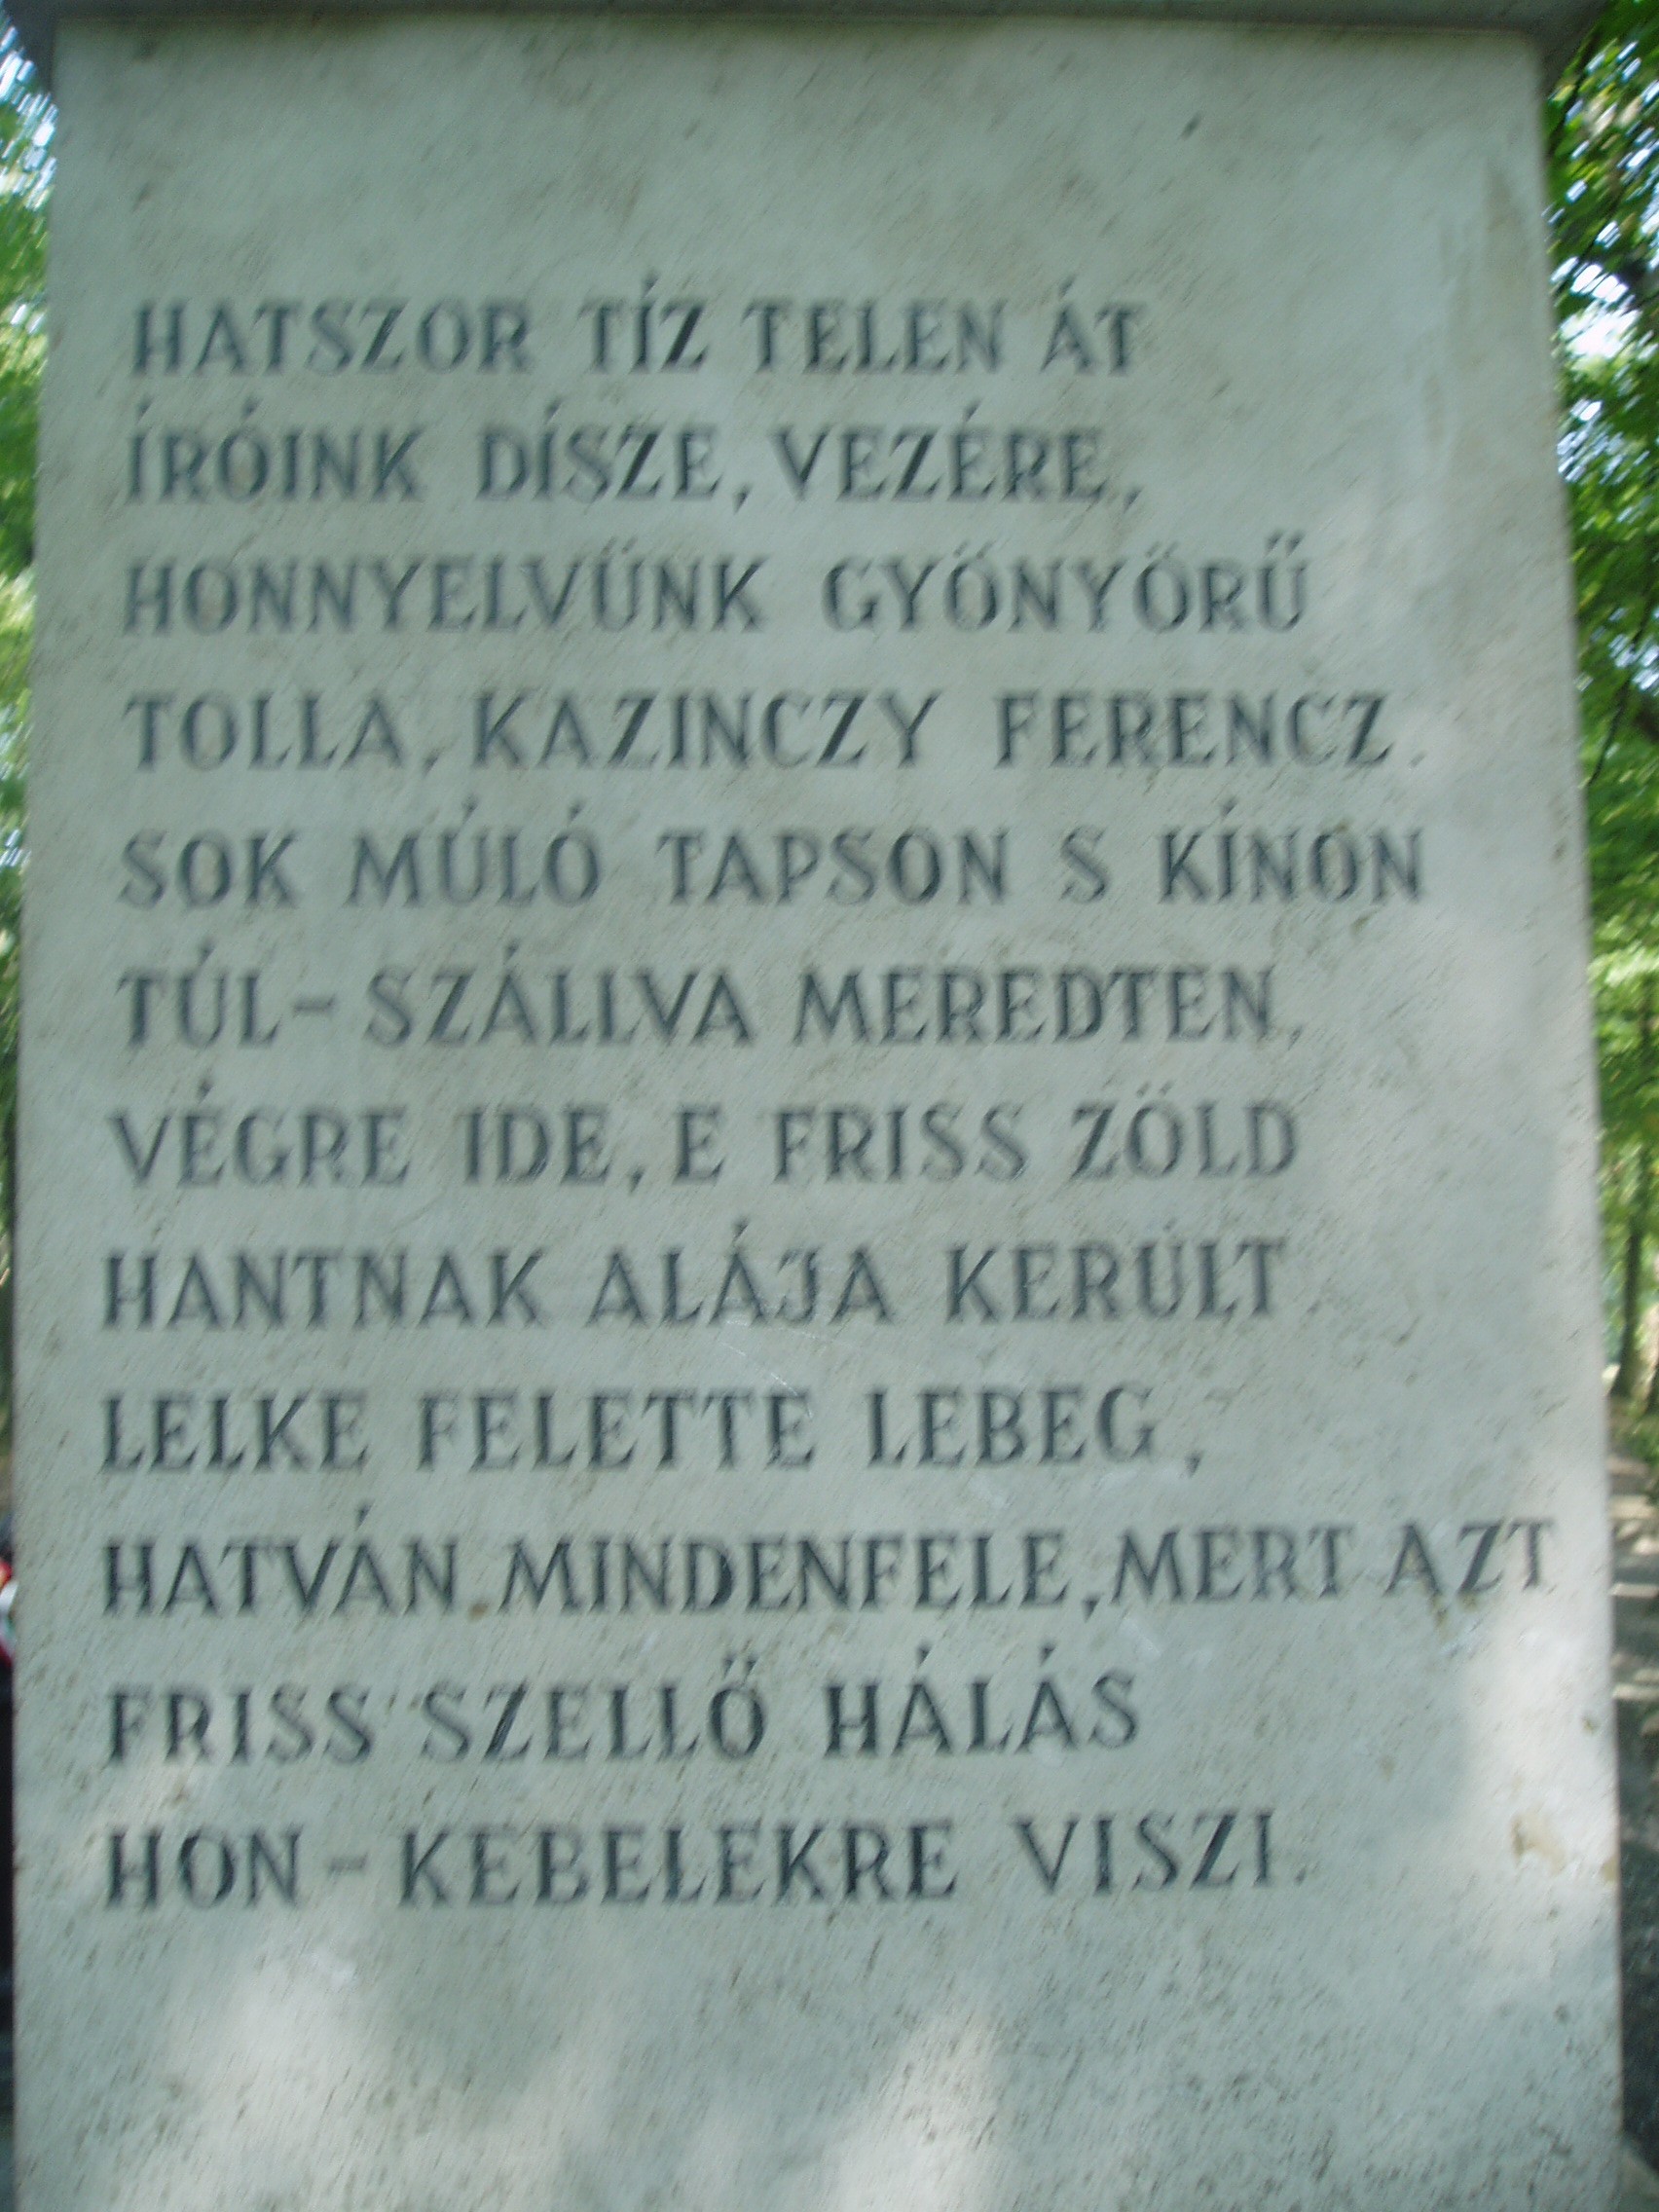 HATSZOR TÍZ TELEN ÁT
ÍRÓINK DÍSZE, VEZÉRE,
HONNYELVÜNK GYÖNYÖRŰ
TOLLA, KAZINCZY FERENCZ.
SOK MÚLÓ TAPSON S KÍNON
TÚL-SZÁLLVA MEREDTEN,
VÉGRE IDE, E FRISS ZÖLD
HANTNAK ALÁJA KERÜLT.
LELKE FELETTE LEBEG,
HATVÁN MINDENFELE, MERT AZT
FRISS SZELLŐ HÁLÁS
HON-KEBELEKRE VISZI.